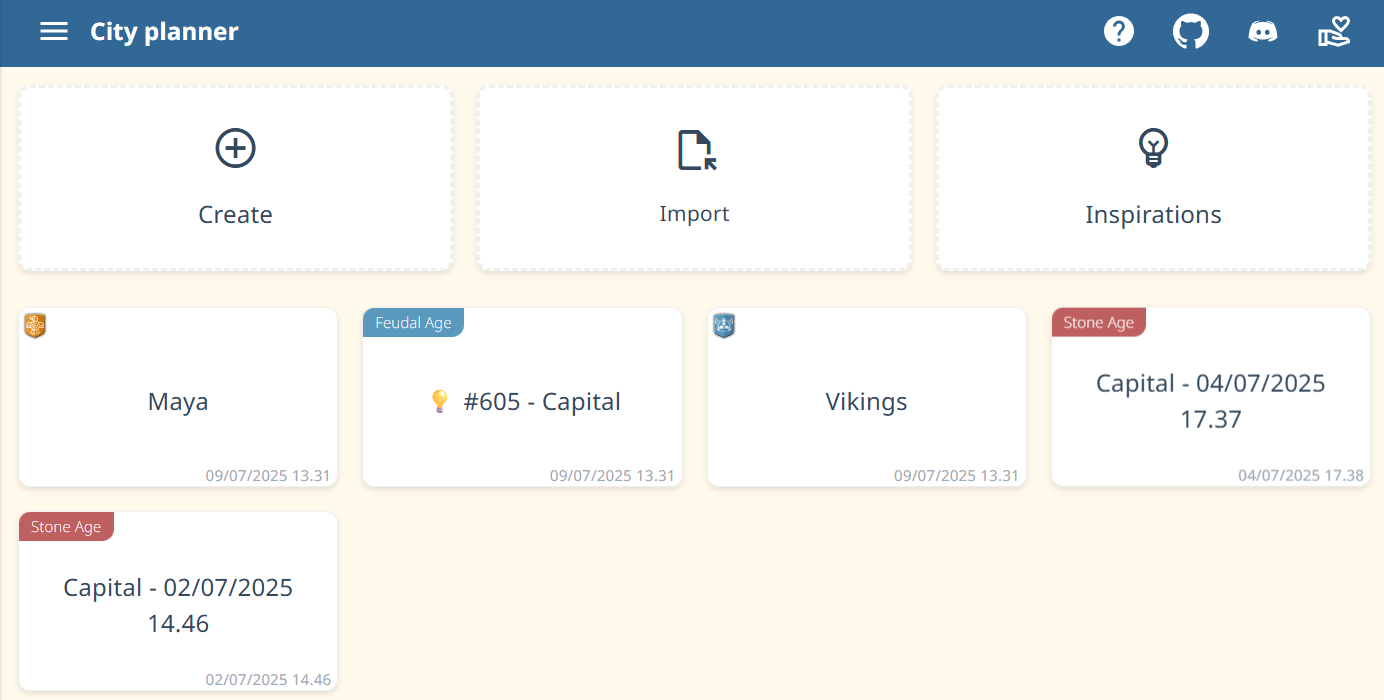 City planner
Create
Import
Inspirations
Maya
09/07/2025 13.31
Feudal Age
#605 - Capital
09/07/2025 13.31
Vikings
09/07/2025 13.31
Stone Age
Capital - 04/07/2025
17.37
04/07/2025 17.38
Stone Age
Capital - 02/07/2025
14.46
02/07/2025 14.46